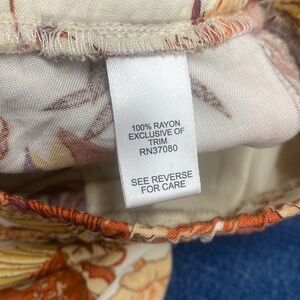 100% RAYON
EXCLUSIVE OF
TRIM
RN37080
SEE REVERSE
FOR CARE